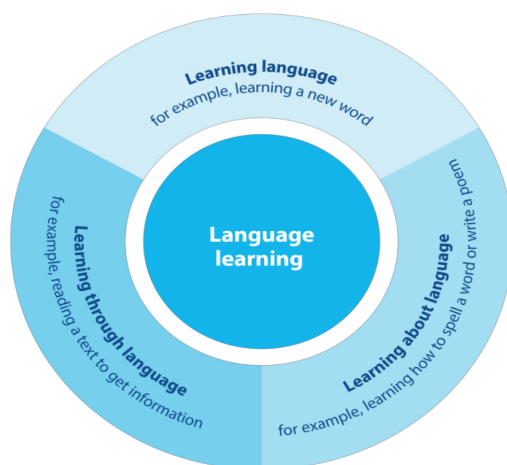 Learning language
for example, learning a new word
Language
learning
Learning about language
for example, learning how to spell a word or write a poem
Learning through language
for example, reading a text to get information